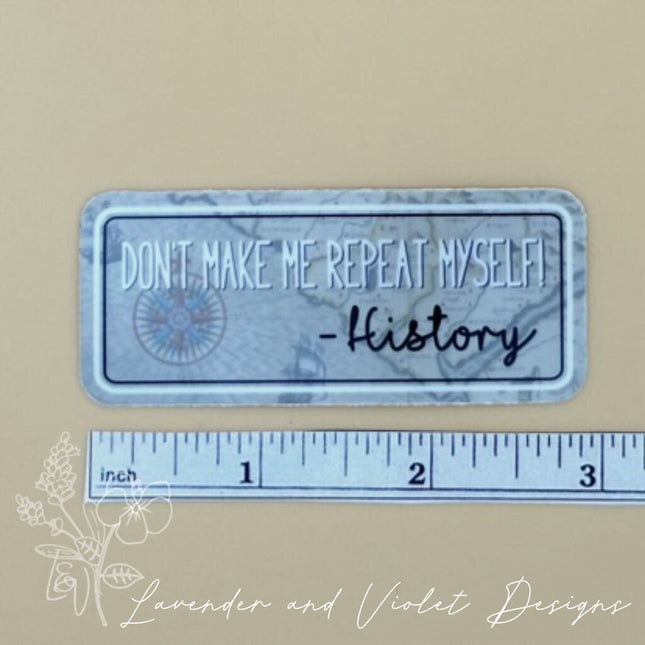 DON'T MAKE ME REPEAT MYSELF!
-History
inch 1 2 3
L&V
Lavender and Violet Designs